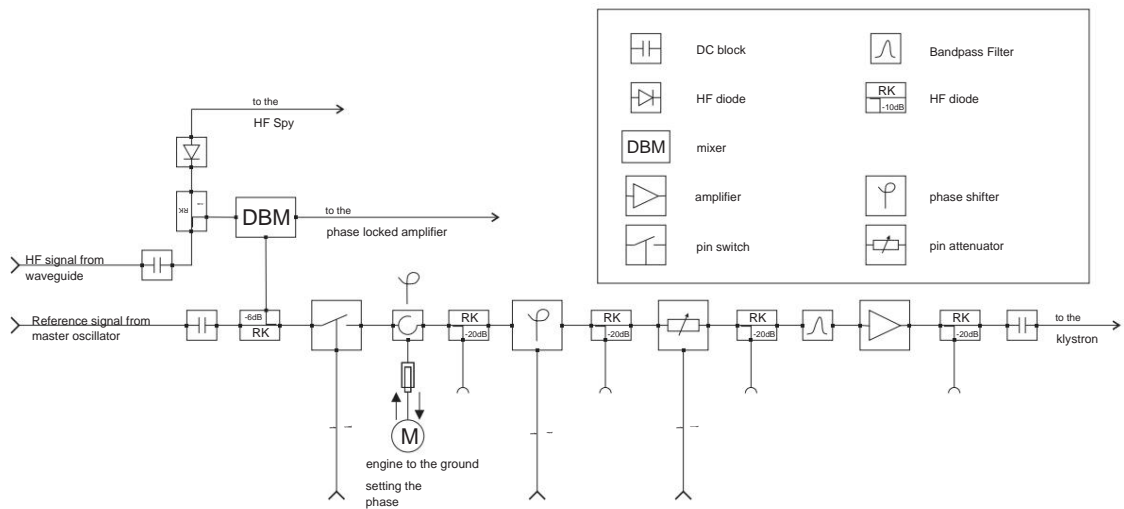 DC block
Bandpass Filter
HF diode
RK
-10dB
HF diode
DBM
mixer
amplifier
phase shifter
pin switch
pin attenuator
to the
HF Spy
RK
DBM
to the
phase locked amplifier
HF signal from
waveguide
Reference signal from
master oscillator
-6dB
RK
RK
-20dB
RK
-20dB
RK
-20dB
RK
-20dB
to the
klystron
M
engine to the ground
setting the
phase